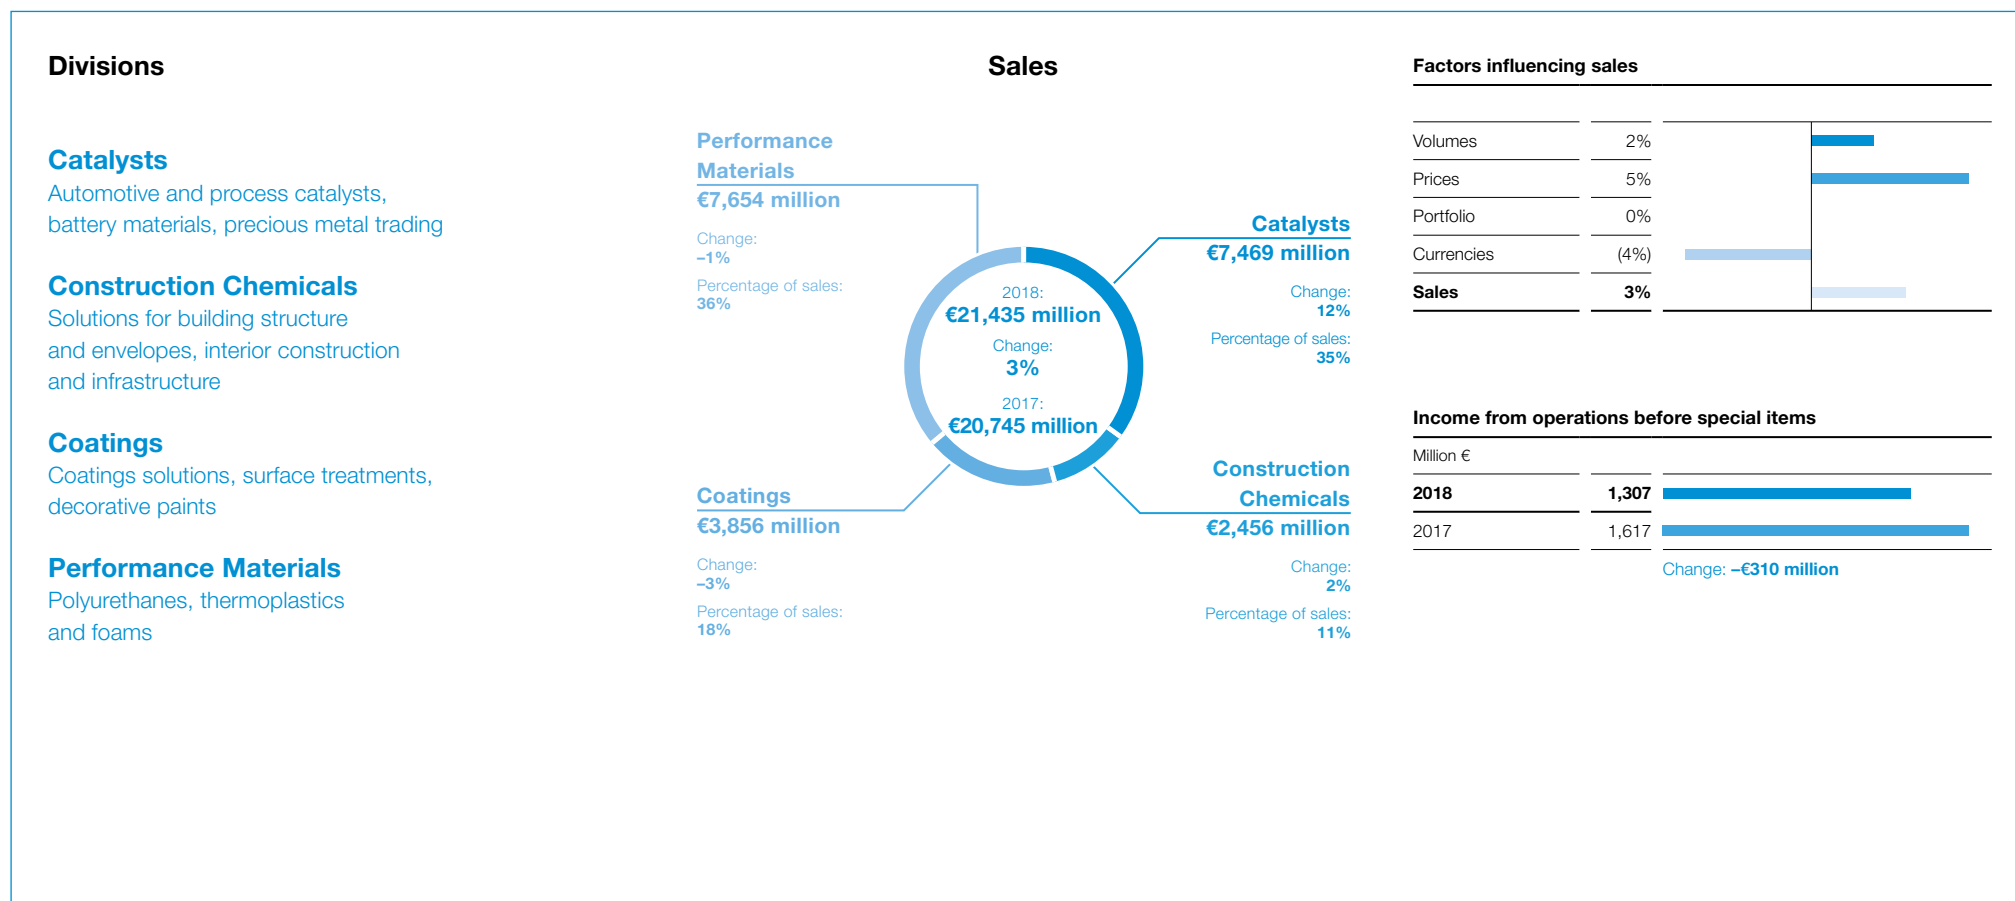 Divisions
Catalysts
Automotive and process catalysts,
battery materials, precious metal trading
Construction Chemicals
Solutions for building structure
and envelopes, interior construction
and infrastructure
Coatings
Coatings solutions, surface treatments,
decorative paints
Performance Materials
Polyurethanes, thermoplastics
and foams
Sales
Performance
Materials
€7,654 million
Change:
–1%
Percentage of sales:
36%
Catalysts
€7,469 million
Change:
12%
Percentage of sales:
35%
2018:
€21,435 million
Change:
3%
2017:
€20,745 million
Coatings
€3,856 million
Change:
–3%
Percentage of sales:
18%
Construction
Chemicals
€2,456 million
Change:
2%
Percentage of sales:
11%
Factors influencing sales
Volumes 2%
Prices 5%
Portfolio 0%
Currencies (4%)
Sales 3%
Income from operations before special items
Million €
2018 1,307
2017 1,617
Change: –€310 million